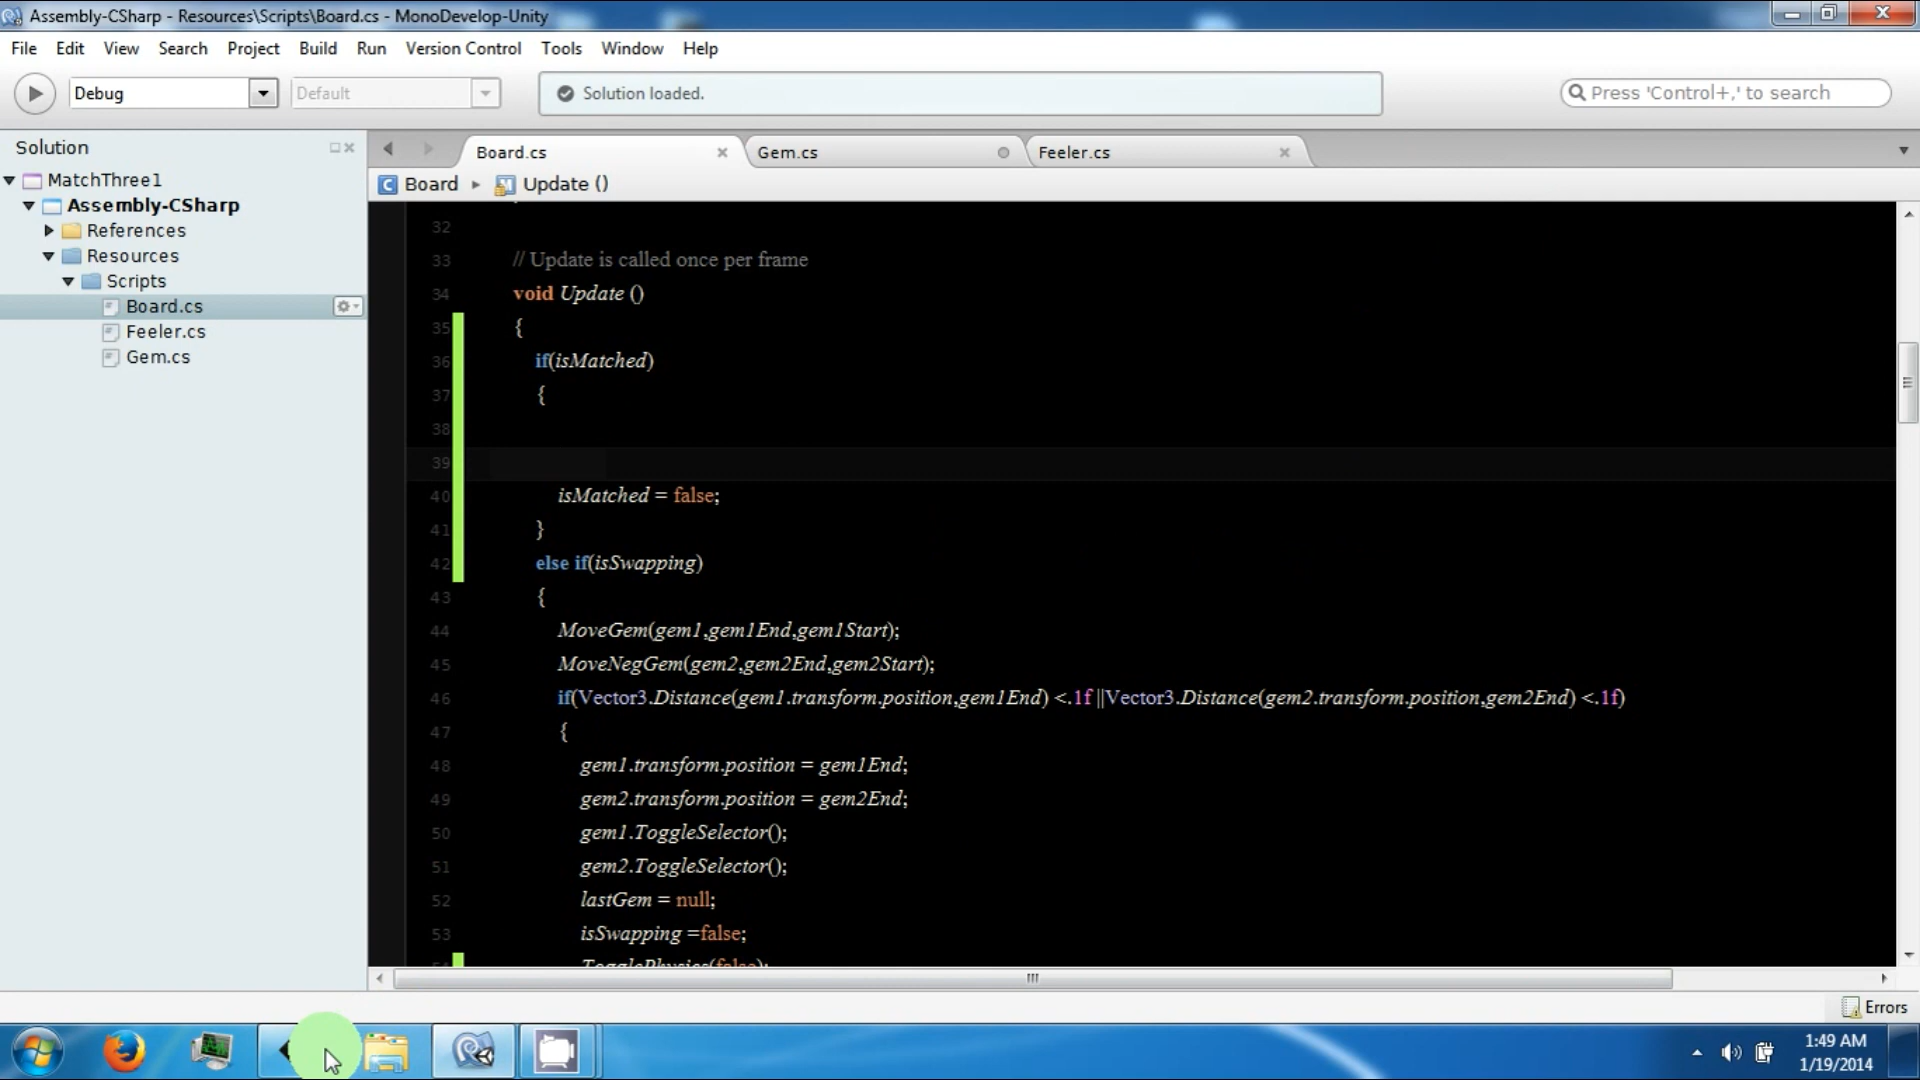 Assembly-CSharp - Resources\Scripts\Board.cs - MonoDevelop-Unity
File Edit View Search Project Build Run Version Control Tools Window Help
Debug Default Solution loaded. Press 'Control+,' to search
Solution
Board.cs Gem.cs Feeler.cs
MatchThree1
Assembly-CSharp
References
Resources
Scripts
Board.cs
Feeler.cs
Gem.cs
Board Update ()
32
33 // Update is called once per frame
34 void Update ()
35 {
36 if(isMatched)
37 {
38
39
40 isMatched = false;
41 }
42 else if(isSwapping)
43 {
44 MoveGem(gem1,gem1End,gem1Start);
45 MoveNegGem(gem2,gem2End,gem2Start);
46 if(Vector3.Distance(gem1.transform.position,gem1End) <.1f ||Vector3.Distance(gem2.transform.position,gem2End) <.1f)
47 {
48 gem1.transform.position = gem1End;
49 gem2.transform.position = gem2End;
50 gem1.ToggleSelector();
51 gem2.ToggleSelector();
52 lastGem = null;
53 isSwapping =false;
54 TogglePhysics(false);
Errors
1:49 AM
1/19/2014